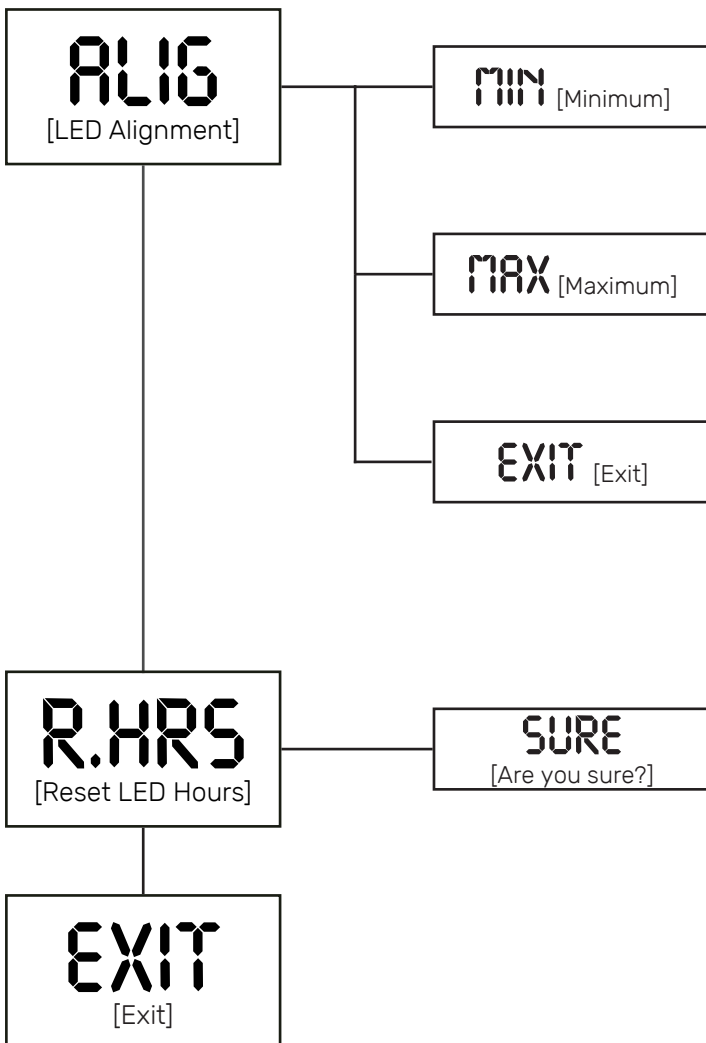 ALIG
[LED Alignment]
MIN [Minimum]
MAX [Maximum]
EXIT [Exit]
R.HRS
[Reset LED Hours]
SURE
[Are you sure?]
EXIT
[Exit]